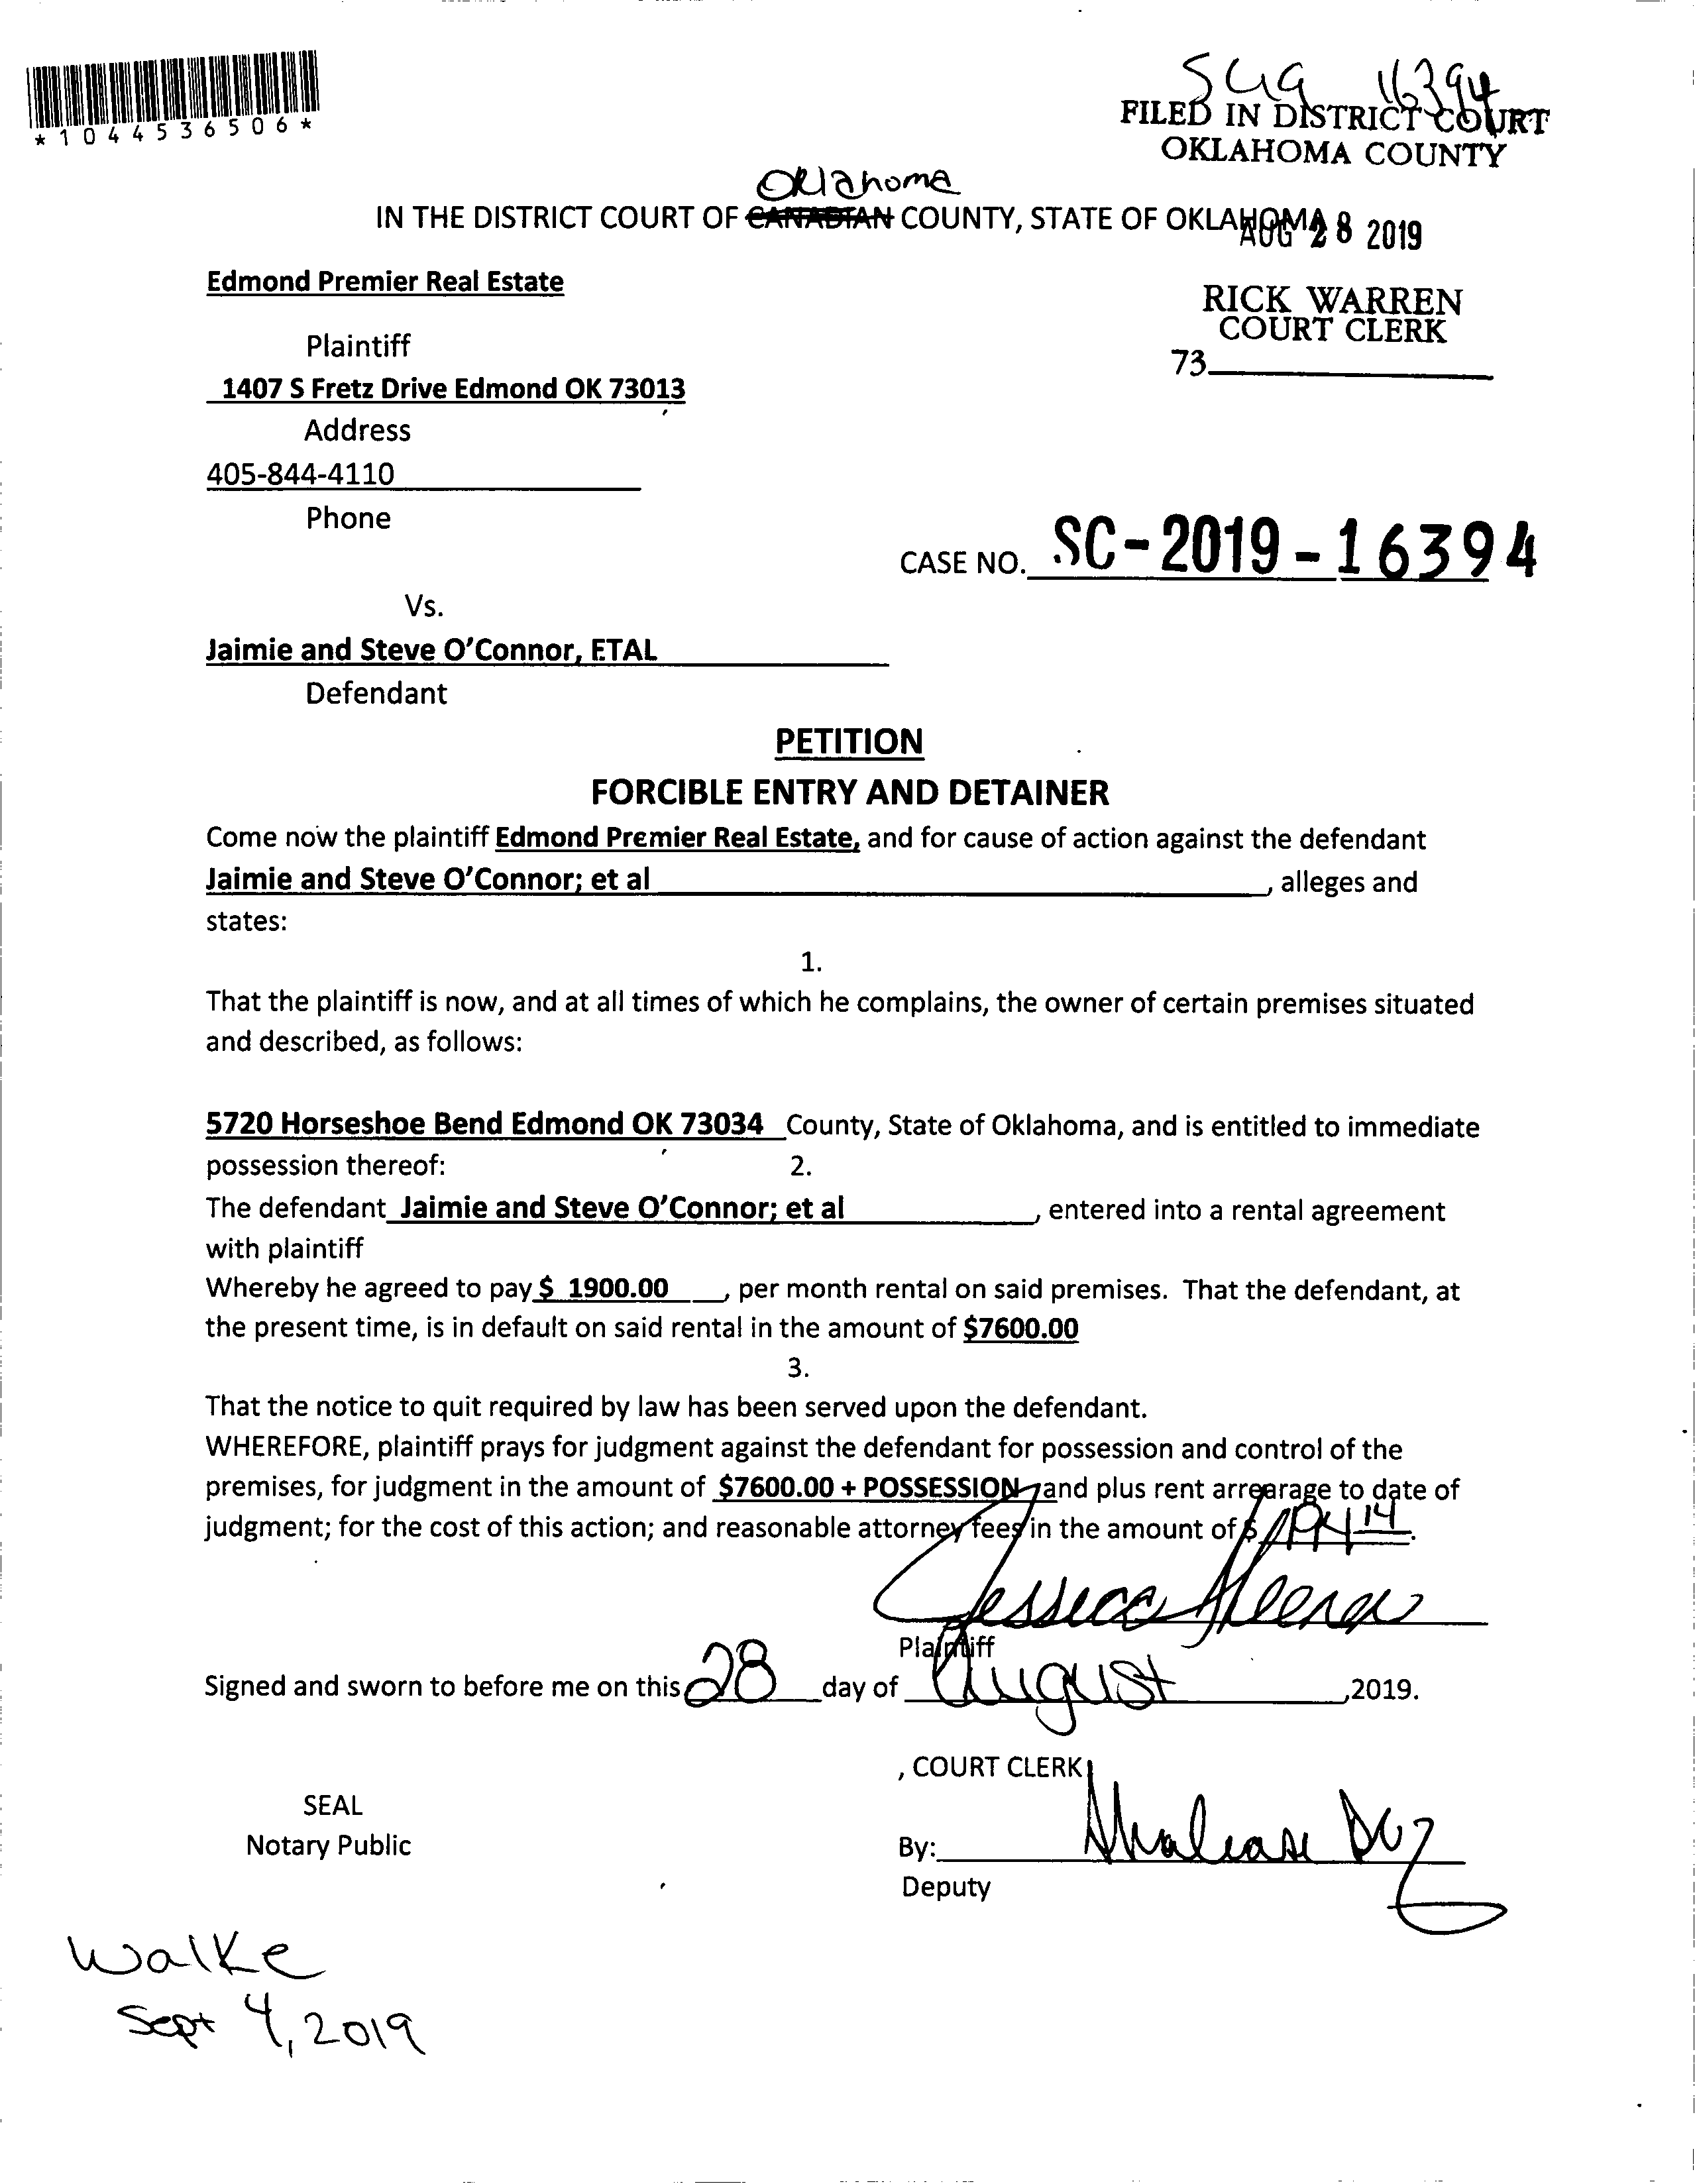 *1044536506*
16394
FILED IN DISTRICT COURT
OKLAHOMA COUNTY
Oklahoma
IN THE DISTRICT COURT OF CANADIAN COUNTY, STATE OF OKLAHOMA
AUG 28 2019
Edmond Premier Real Estate
RICK WARREN
COURT CLERK
Plaintiff
73
1407 S Fretz Drive Edmond OK 73013
Address
405-844-4110
Phone
CASE NO. SC-2019-16394
Vs.
Jaimie and Steve O'Connor, ETAL
Defendant
PETITION
FORCIBLE ENTRY AND DETAINER
Come now the plaintiff Edmond Premier Real Estate, and for cause of action against the defendant
Jaimie and Steve O'Connor; et al, alleges and
states:
1.
That the plaintiff is now, and at all times of which he complains, the owner of certain premises situated
and described, as follows:
5720 Horseshoe Bend Edmond OK 73034 County, State of Oklahoma, and is entitled to immediate
possession thereof:
2.
The defendant Jaimie and Steve O'Connor; et al, entered into a rental agreement
with plaintiff
Whereby he agreed to pay $ 1900.00, per month rental on said premises. That the defendant, at
the present time, is in default on said rental in the amount of $7600.00
3.
That the notice to quit required by law has been served upon the defendant.
WHEREFORE, plaintiff prays for judgment against the defendant for possession and control of the
premises, for judgment in the amount of $7600.00 + POSSESSION and plus rent arrearage to date of
judgment; for the cost of this action; and reasonable attorney fees in the amount of $
Jessica
Plaintiff
Signed and sworn to before me on this 28 day of August, 2019.
, COURT CLERK
SEAL
Notary Public
By:
Deputy
Walke
Sept 4, 2019